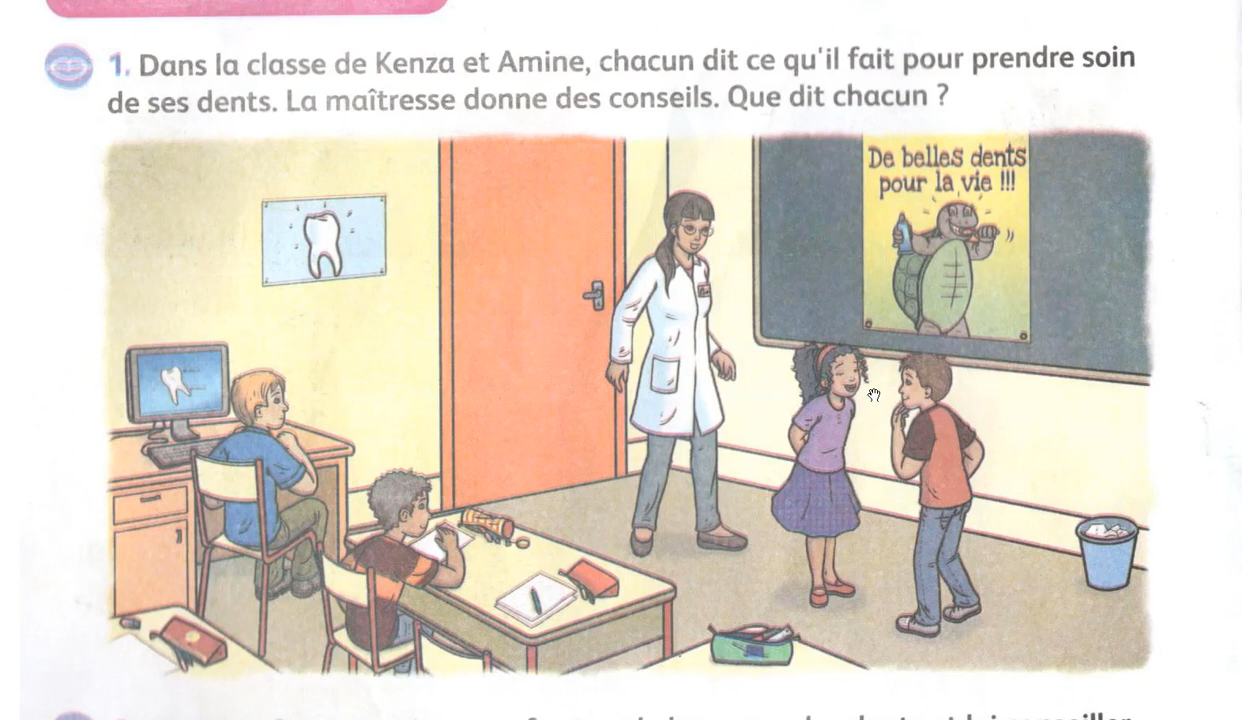 1. Dans la classe de Kenza et Amine, chacun dit ce qu'il fait pour prendre soin
de ses dents. La maîtresse donne des conseils. Que dit chacun ?
De belles dents
pour la vie !!!